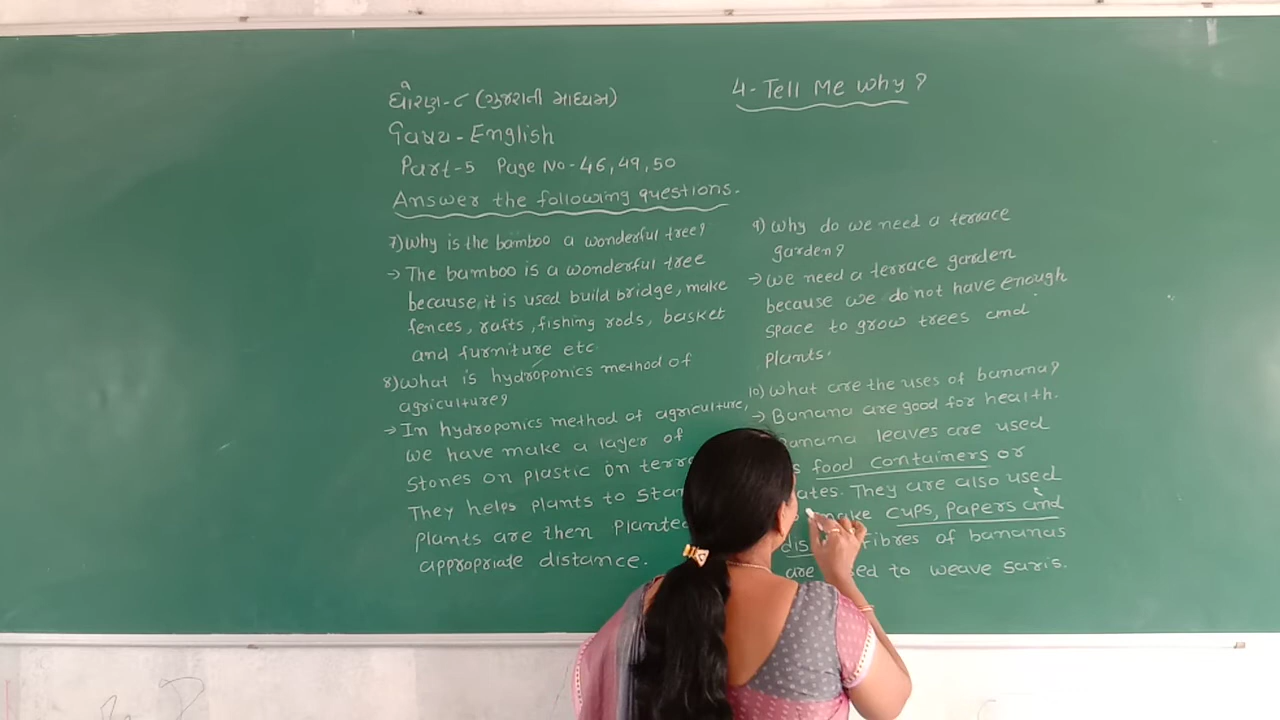 ધોરણ-૮ (ગુજરાતી માધ્યમ)
વિષય - English
Part-5 Page No-46,49,50
Answer the following questions.
7) Why is the bamboo a wonderful tree?
→ The bamboo is a wonderful tree
because it is used build bridge, make
fences, rafts, fishing rods, basket
and furniture etc.
8) What is hydroponics method of
agriculture?
→ In hydroponics method of agriculture,
we have make a layer of
stones on plastic on
They helps plants to
plants are then
appropriate distance.
4- Tell Me Why?
9) Why do we need a terrace
garden?
→ We need a terrace garden
because we do not have enough
space to grow trees and
plants.
10) What are the uses of banana?
→ Banana are good for health.
Banana leaves are used
food containers or
They are also used
make cups, papers and
fibres of bananas
are to weave saris.